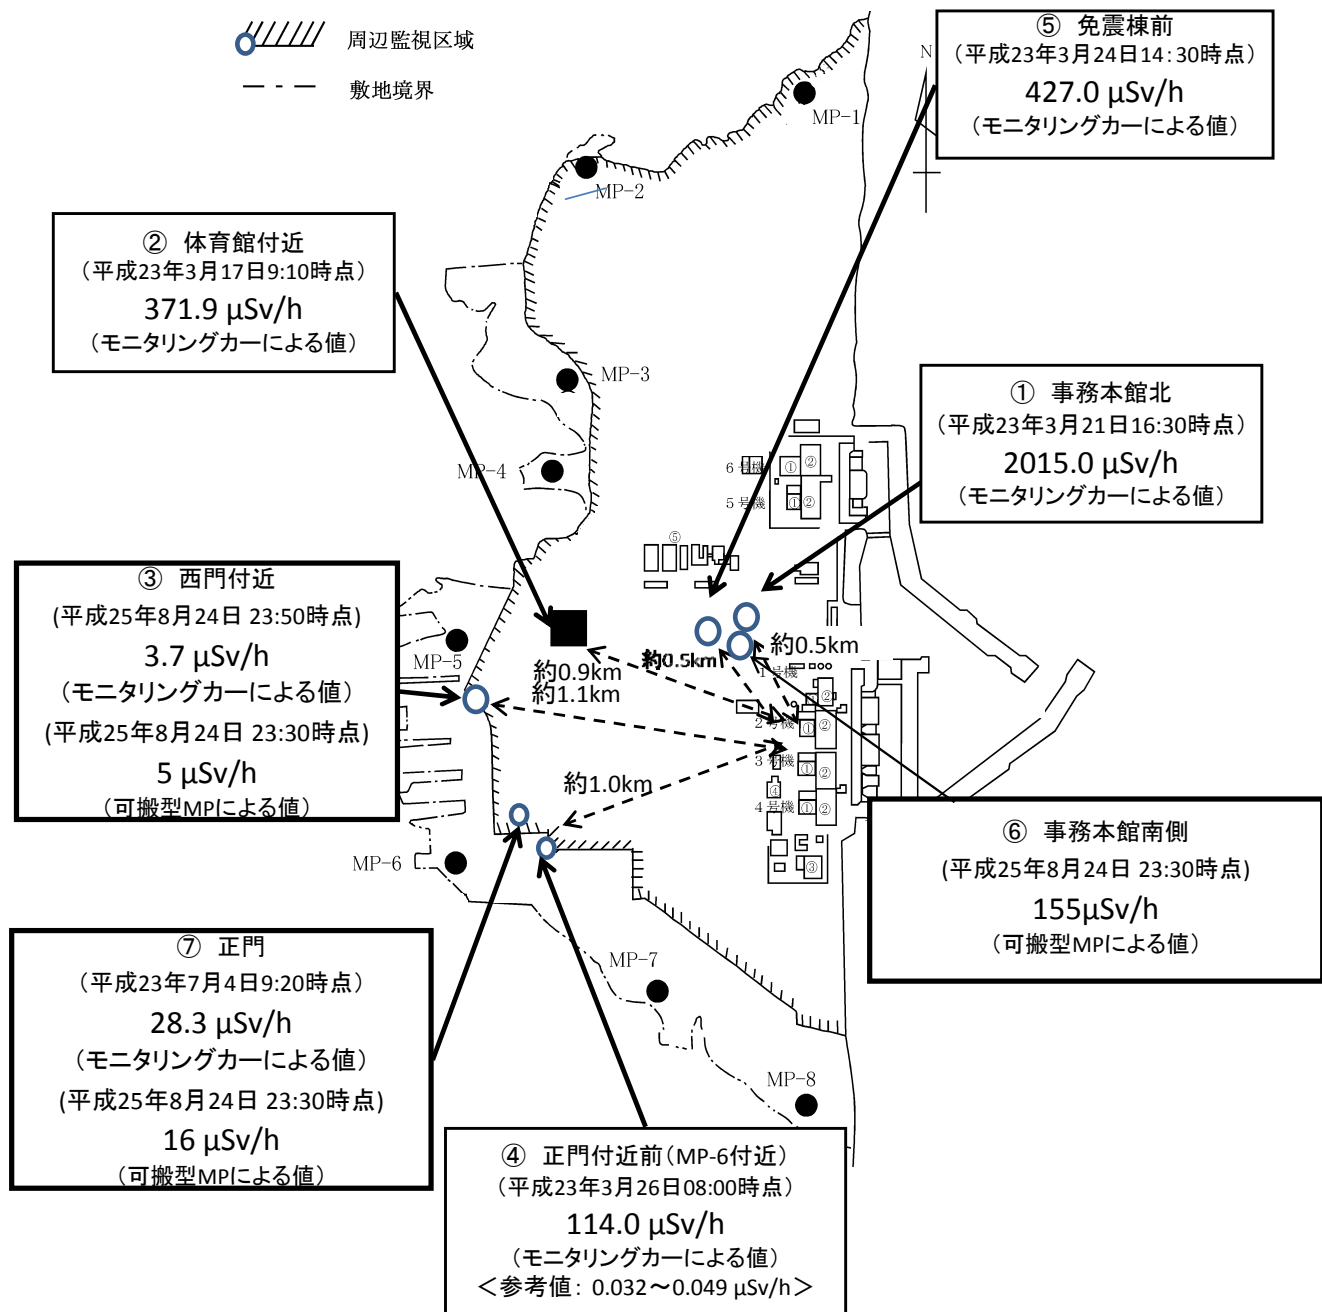 周辺監視区域
敷地境界
⑤ 免震棟前
（平成23年3月24日14：30時点）
427.0 μSv/h
（モニタリングカーによる値）
N
MP-1
MP-2
② 体育館付近
（平成23年3月17日9:10時点）
371.9 μSv/h
（モニタリングカーによる値）
MP-3
① 事務本館北
（平成23年3月21日16:30時点）
2015.0 μSv/h
（モニタリングカーによる値）
MP-4
6号機
① ②
5号機
① ②
⑤
③ 西門付近
(平成25年8月24日 23:50時点)
3.7 μSv/h
（モニタリングカーによる値）
(平成25年8月24日 23:30時点)
5 μSv/h
（可搬型MPによる値）
MP-5
約0.9km
約1.1km
約0.5km
約0.5km
1号機
②
2号機
① ②
3号機
① ②
約1.0km
④
4号機
① ②
③
MP-6
⑥ 事務本館南側
(平成25年8月24日 23:30時点)
155μSv/h
（可搬型MPによる値）
⑦ 正門
（平成23年7月4日9:20時点）
28.3 μSv/h
（モニタリングカーによる値）
(平成25年8月24日 23:30時点)
16 μSv/h
（可搬型MPによる値）
MP-7
MP-8
④ 正門付近前（MP-6付近）
（平成23年3月26日08:00時点）
114.0 μSv/h
（モニタリングカーによる値）
＜参考値： 0.032～0.049 μSv/h＞